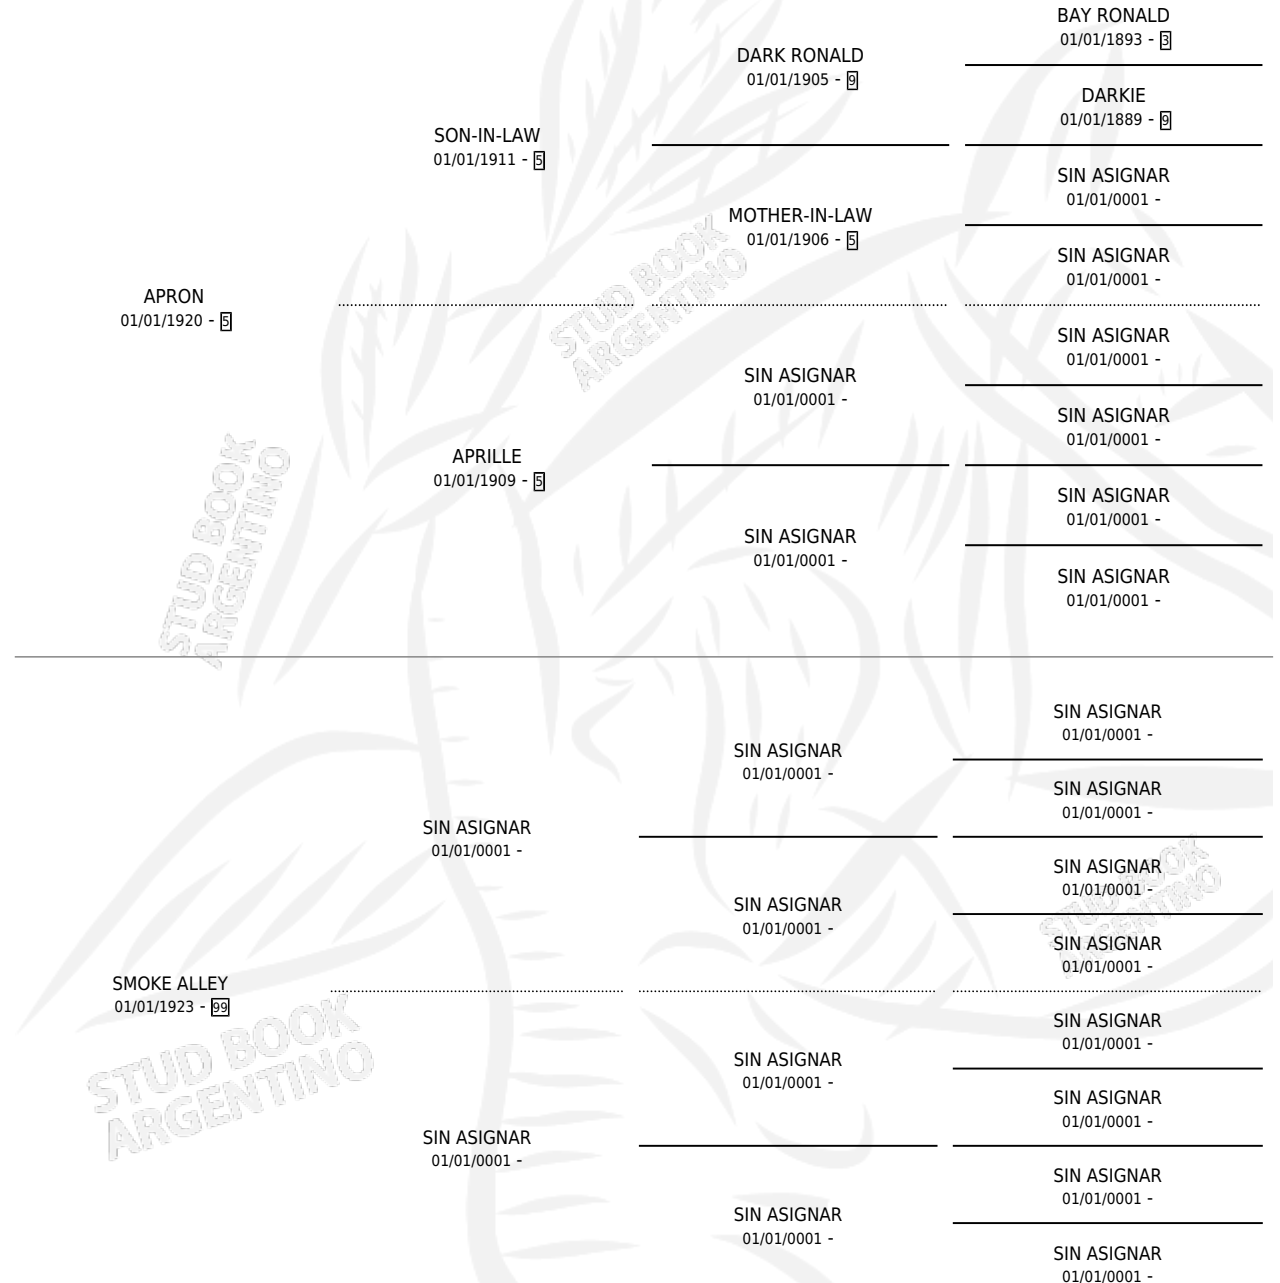 BAY RONALD
01/01/1893 - 3
DARK RONALD
01/01/1905 - 9
DARKIE
01/01/1889 - 9
SON-IN-LAW
01/01/1911 - 5
SIN ASIGNAR
01/01/0001 -
MOTHER-IN-LAW
01/01/1906 - 5
SIN ASIGNAR
01/01/0001 -
APRON
01/01/1920 - 5
SIN ASIGNAR
01/01/0001 -
SIN ASIGNAR
01/01/0001 -
SIN ASIGNAR
01/01/0001 -
APRILLE
01/01/1909 - 5
SIN ASIGNAR
01/01/0001 -
SIN ASIGNAR
01/01/0001 -
SIN ASIGNAR
01/01/0001 -
STUD BOOK
ARGENTINO
STUD BOOK
ARGENTINO
SIN ASIGNAR
01/01/0001 -
SIN ASIGNAR
01/01/0001 -
SIN ASIGNAR
01/01/0001 -
SIN ASIGNAR
01/01/0001 -
SIN ASIGNAR
01/01/0001 -
SIN ASIGNAR
01/01/0001 -
SIN ASIGNAR
01/01/0001 -
SMOKE ALLEY
01/01/1923 - 99
SIN ASIGNAR
01/01/0001 -
SIN ASIGNAR
01/01/0001 -
SIN ASIGNAR
01/01/0001 -
SIN ASIGNAR
01/01/0001 -
SIN ASIGNAR
01/01/0001 -
SIN ASIGNAR
01/01/0001 -
SIN ASIGNAR
01/01/0001 -
STUD BOOK
ARGENTINO
STUD BOOK
ARGENTINO